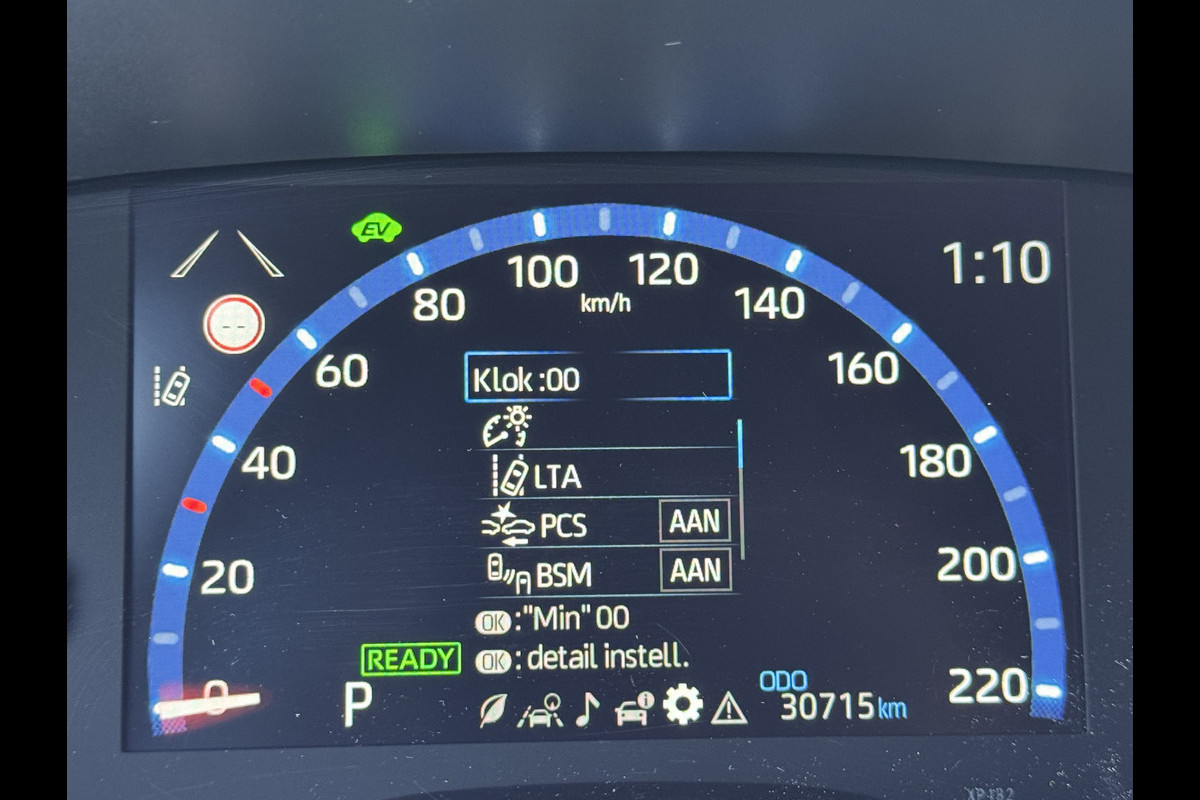 EV
1:10
100
120
km/h
80
140
60
160
Klok :00
40
LTA
180
PCS AAN
20
BSM AAN
200
OK :"Min" 00
READY
OK : detail instell.
0
P
ODO
30715 km
220